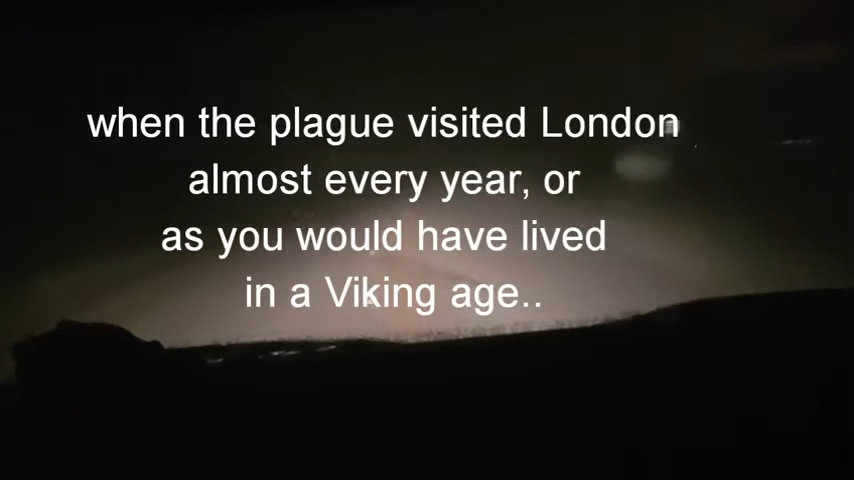 when the plague visited London
almost every year, or
as you would have lived
in a Viking age..